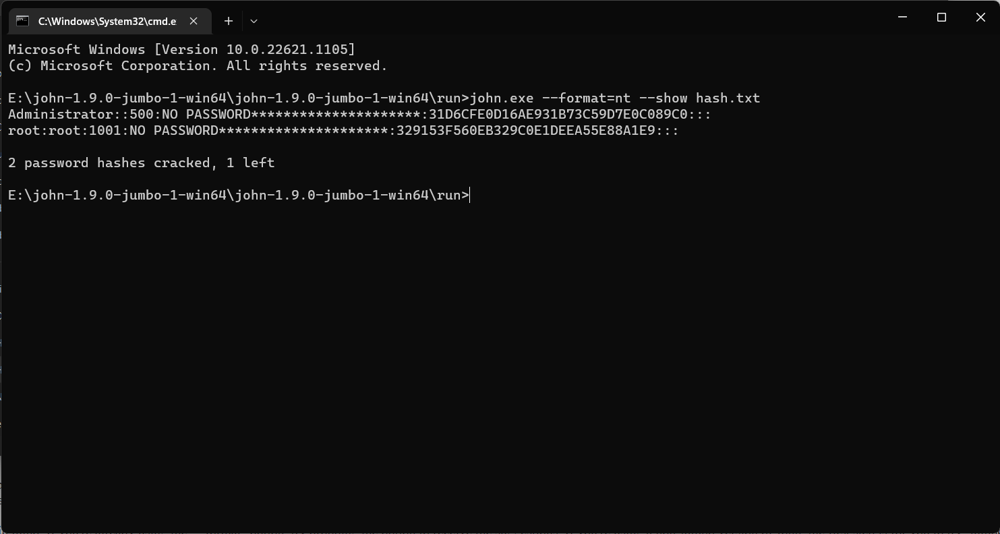 C:\Windows\System32\cmd.e
Microsoft Windows [Version 10.0.22621.1105]
(c) Microsoft Corporation. All rights reserved.
E:\john-1.9.0-jumbo-1-win64\john-1.9.0-jumbo-1-win64\run>john.exe --format=nt --show hash.txt
Administrator::500:NO PASSWORD*********************:31D6CFE0D16AE931B73C59D7E0C089C0:::
root:root:1001:NO PASSWORD*********************:329153F560EB329C0E1DEEA55E88A1E9:::
2 password hashes cracked, 1 left
E:\john-1.9.0-jumbo-1-win64\john-1.9.0-jumbo-1-win64\run>